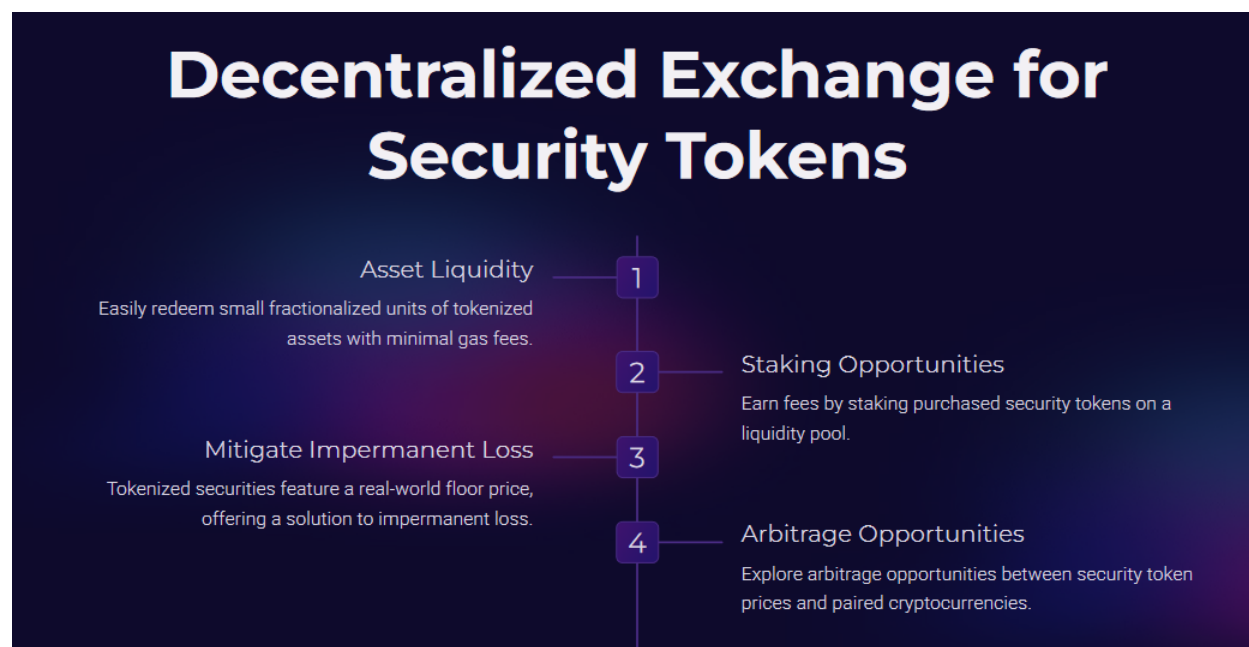 Decentralized Exchange for
Security Tokens
Asset Liquidity
1
Easily redeem small fractionalized units of tokenized
assets with minimal gas fees.
2
Staking Opportunities
Earn fees by staking purchased security tokens on a
liquidity pool.
Mitigate Impermanent Loss
3
Tokenized securities feature a real-world floor price,
offering a solution to impermanent loss.
4
Arbitrage Opportunities
Explore arbitrage opportunities between security token
prices and paired cryptocurrencies.